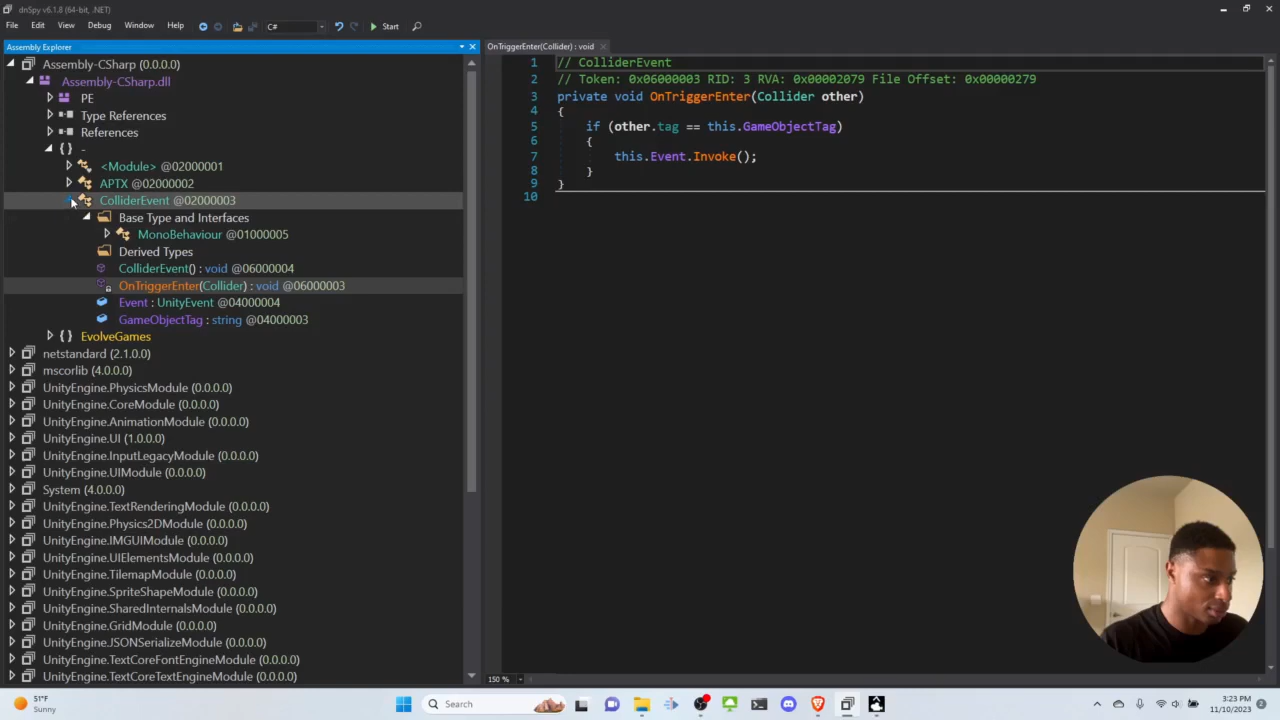 dnSpy v6.1.8 (64-bit, .NET)
File Edit View Debug Window Help C# Start
Assembly Explorer
OnTriggerEnter(Collider) : void
Assembly-CSharp (0.0.0.0)
Assembly-CSharp.dll
PE
Type References
References
{ } -
<Module> @02000001
APTX @02000002
ColliderEvent @02000003
Base Type and Interfaces
MonoBehaviour @01000005
Derived Types
ColliderEvent() : void @06000004
OnTriggerEnter(Collider) : void @06000003
Event : UnityEvent @04000004
GameObjectTag : string @04000003
{ } EvolveGames
netstandard (2.1.0.0)
mscorlib (4.0.0.0)
UnityEngine.PhysicsModule (0.0.0.0)
UnityEngine.CoreModule (0.0.0.0)
UnityEngine.AnimationModule (0.0.0.0)
UnityEngine.UI (1.0.0.0)
UnityEngine.InputLegacyModule (0.0.0.0)
UnityEngine.UIModule (0.0.0.0)
System (4.0.0.0)
UnityEngine.TextRenderingModule (0.0.0.0)
UnityEngine.Physics2DModule (0.0.0.0)
UnityEngine.IMGUIModule (0.0.0.0)
UnityEngine.UIElementsModule (0.0.0.0)
UnityEngine.TilemapModule (0.0.0.0)
UnityEngine.SpriteShapeModule (0.0.0.0)
UnityEngine.SharedInternalsModule (0.0.0.0)
UnityEngine.GridModule (0.0.0.0)
UnityEngine.JSONSerializeModule (0.0.0.0)
UnityEngine.TextCoreFontEngineModule (0.0.0.0)
UnityEngine.TextCoreTextEngineModule (0.0.0.0)
1 // ColliderEvent
2 // Token: 0x06000003 RID: 3 RVA: 0x00002079 File Offset: 0x00000279
3 private void OnTriggerEnter(Collider other)
4 {
5 if (other.tag == this.GameObjectTag)
6 {
7 this.Event.Invoke();
8 }
9 }
10
150 %
51°F
Sunny
Search
3:23 PM
11/10/2023